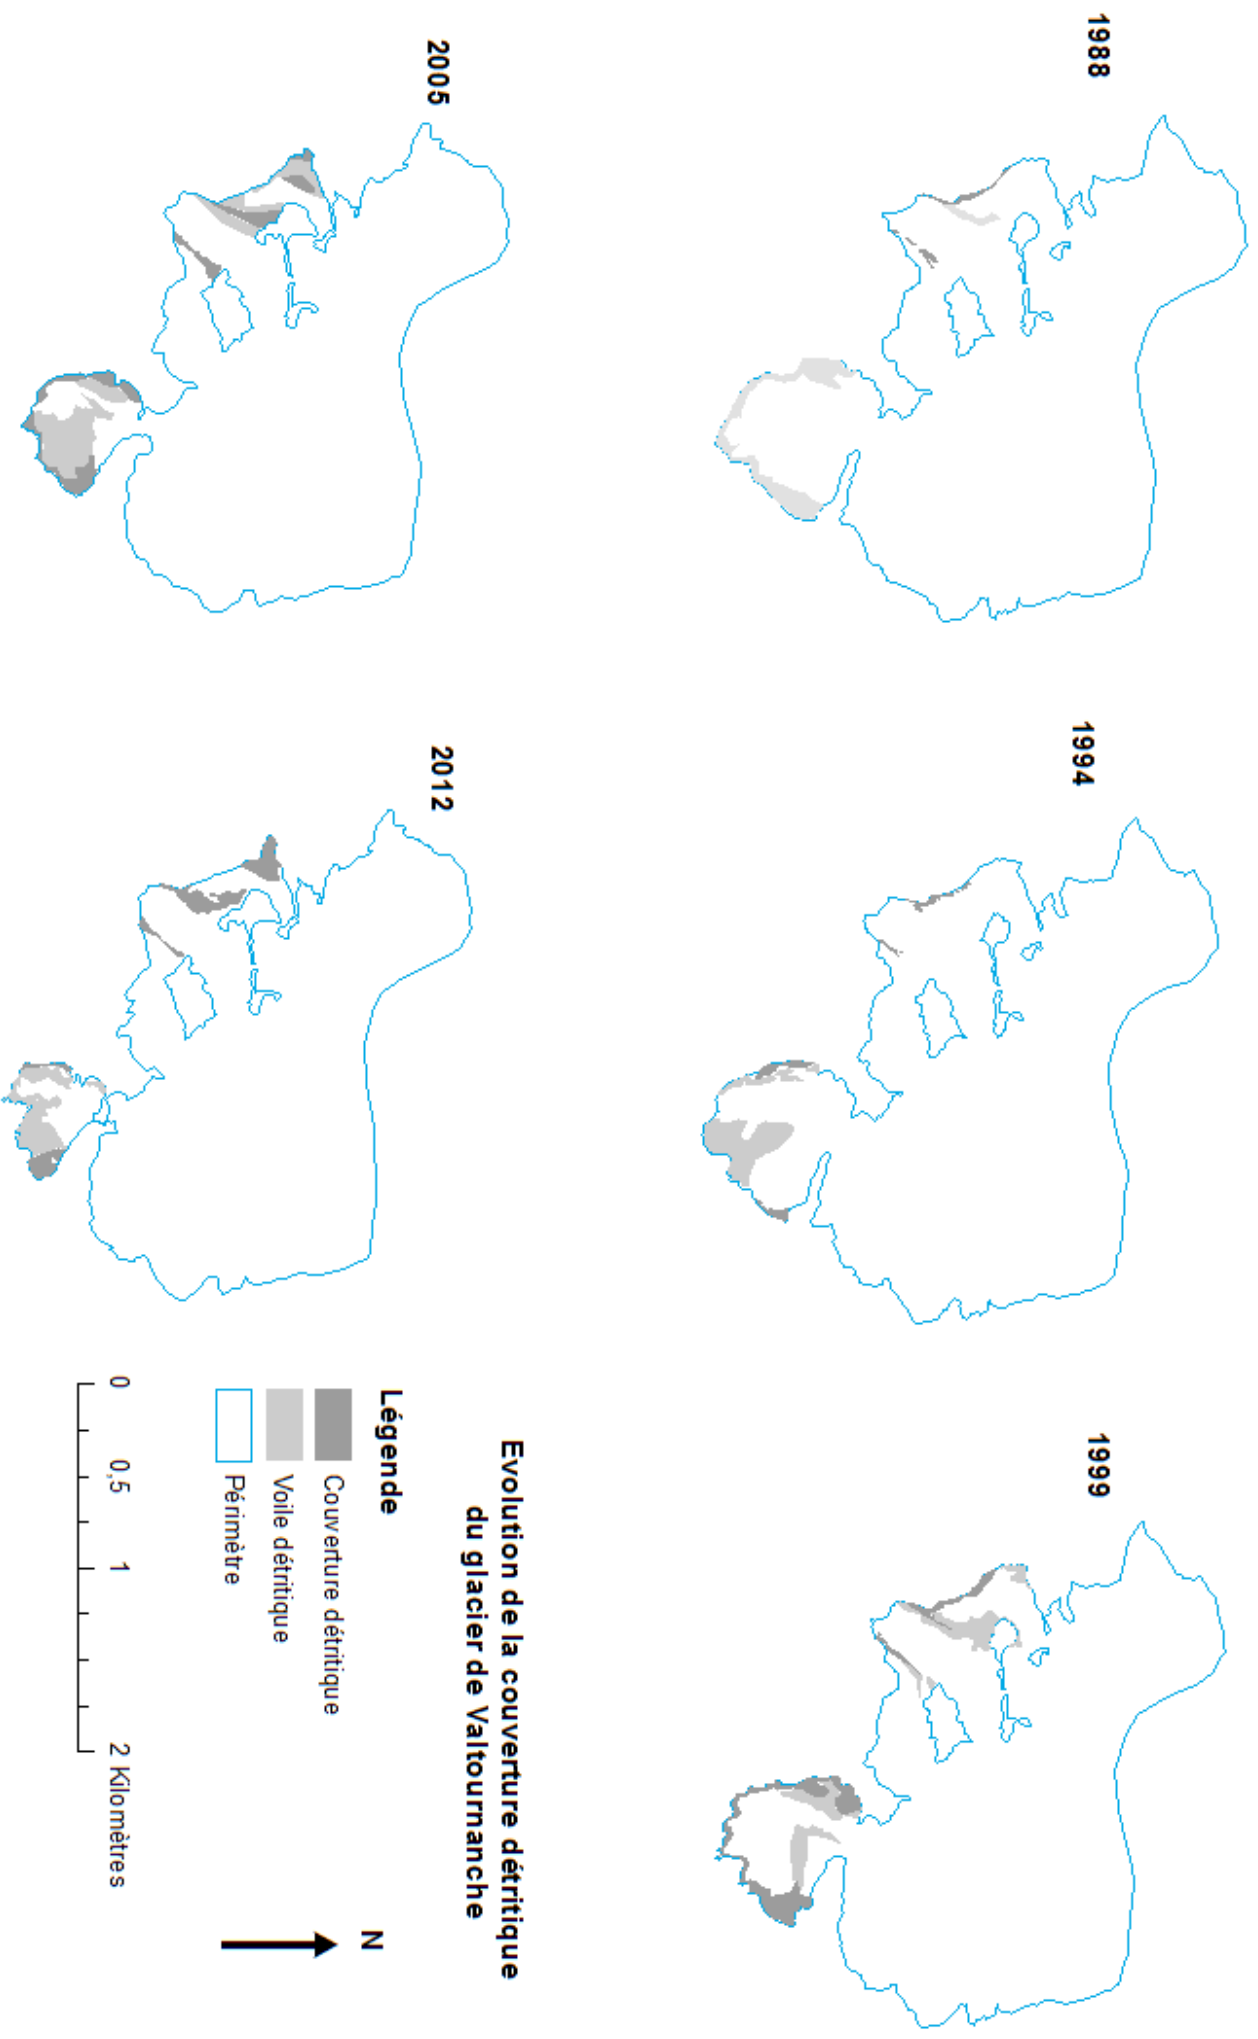 1988
1994
1999
2005
2012
Evolution de la couverture détritique
du glacier de Valtournanche
Légende
Couverture détritique
Voile détritique
Périmètre
0 0,5 1 2 Kilomètres
N